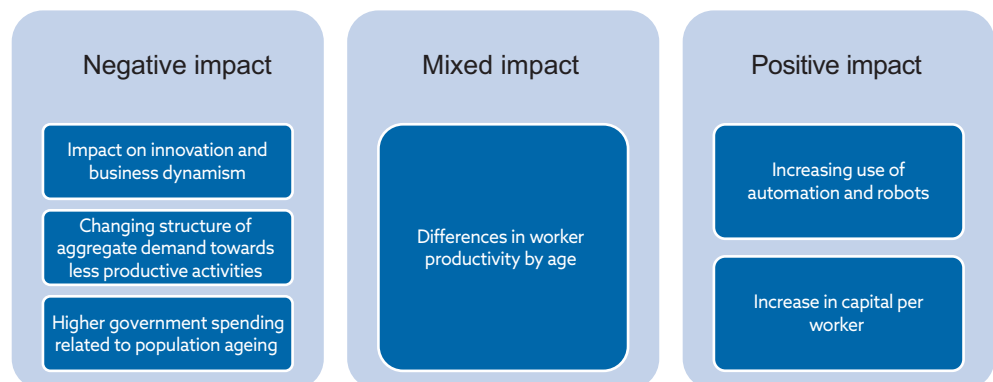 Negative impact
Impact on innovation and
business dynamism
Changing structure of
aggregate demand towards
less productive activities
Higher government spending
related to population ageing
Mixed impact
Differences in worker
productivity by age
Positive impact
Increasing use of
automation and robots
Increase in capital per
worker